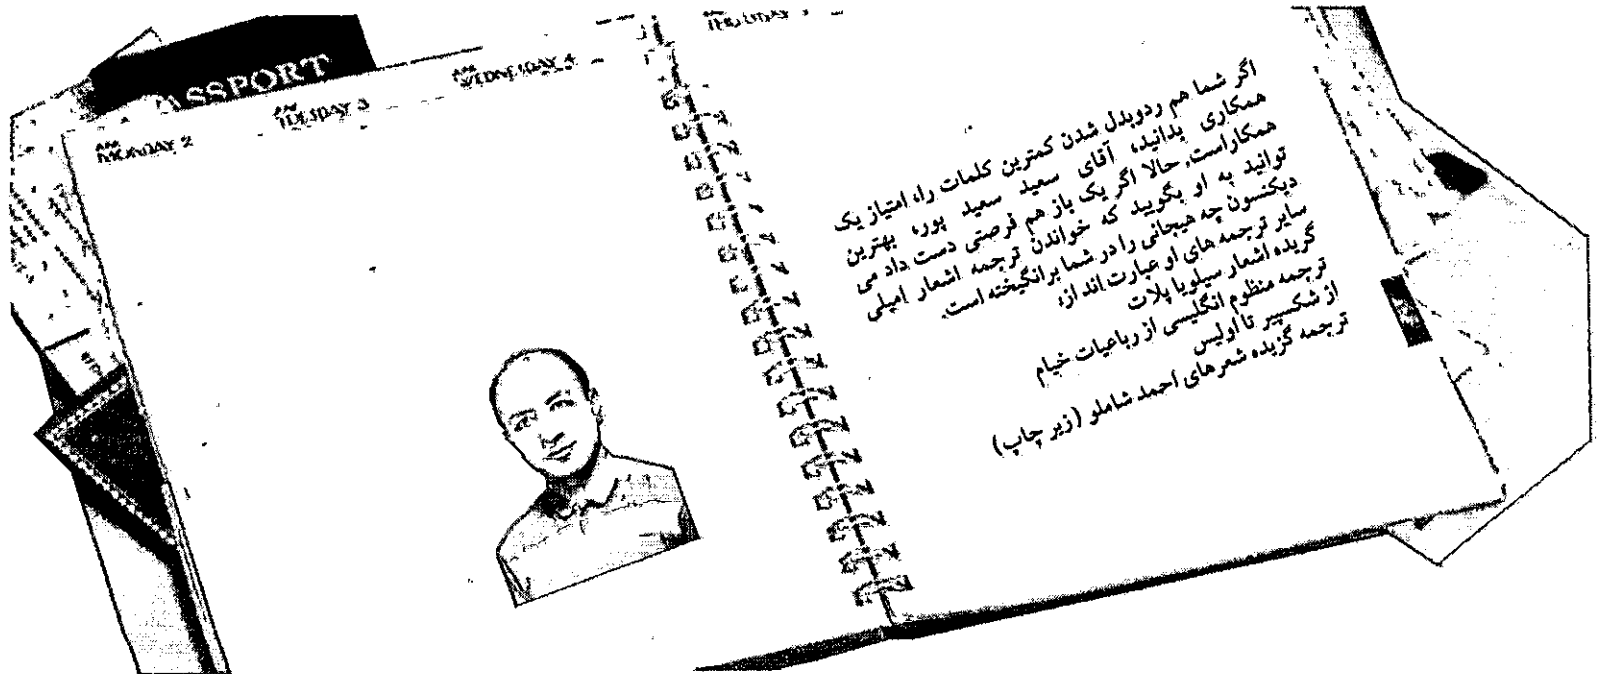 PASSPORT
MONDAY 2
TUESDAY 3
WEDNESDAY 4
THURSDAY
اگر شما هم ردوبدل شدن کمترین کلمات راه امتیاز یک
همکاری بدانید، آقای سعید سعید پور، بهترین
همکاراست. حالا اگر یک باز هم فرصتی دست داد می
توانید به او بگویید که خواندن ترجمه اشعار امیلی
دیکنسون چه هیجانی را در شما برانگیخته است.
سایر ترجمه های او عبارت اند از:
گزیده اشعار سیلویا پلات
ترجمه منظوم انگلیسی از رباعیات خیام
از شکسپیر تا اولیس
ترجمه گزیده شعرهای احمد شاملو (زیر چاپ)